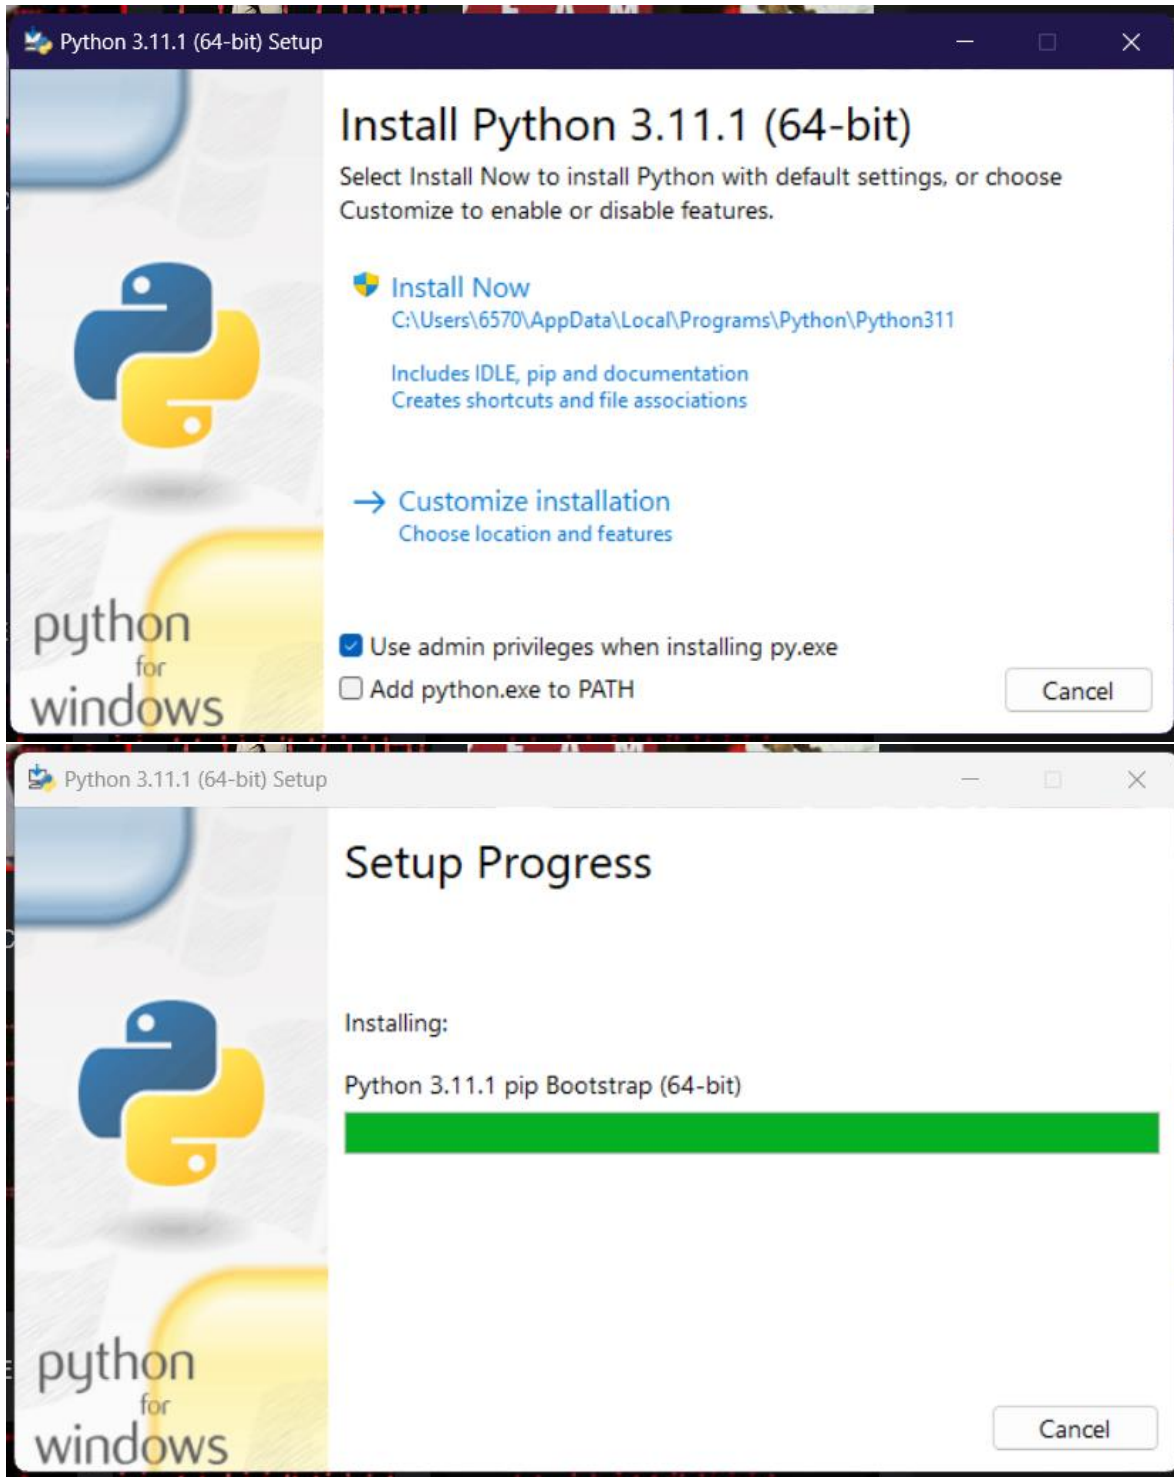 Python 3.11.1 (64-bit) Setup
Install Python 3.11.1 (64-bit)
Select Install Now to install Python with default settings, or choose
Customize to enable or disable features.
Install Now
C:\Users\6570\AppData\Local\Programs\Python\Python311
Includes IDLE, pip and documentation
Creates shortcuts and file associations
Customize installation
Choose location and features
Use admin privileges when installing py.exe
Add python.exe to PATH
Cancel
python
for
windows
Python 3.11.1 (64-bit) Setup
Setup Progress
Installing:
Python 3.11.1 pip Bootstrap (64-bit)
Cancel
python
for
windows